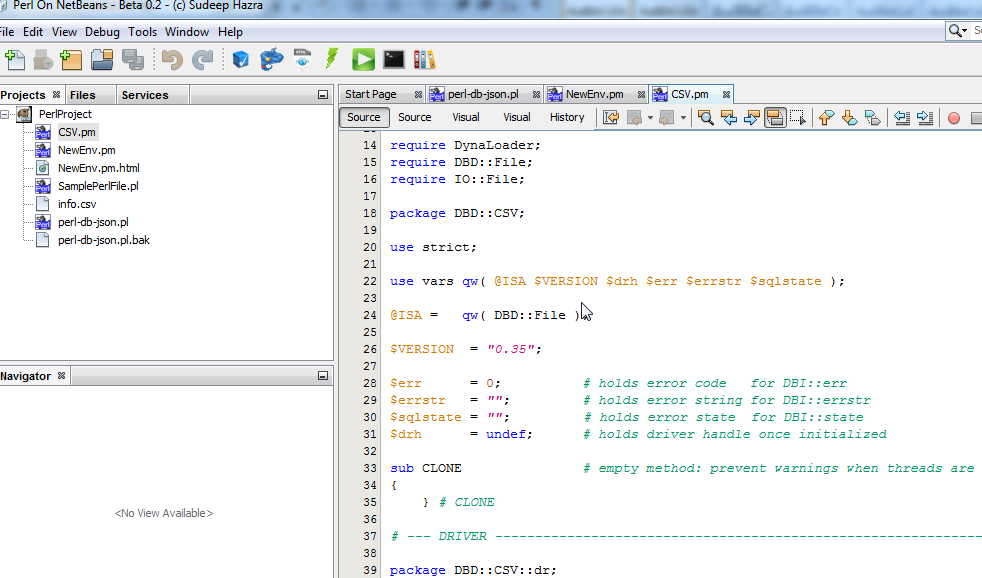 Perl On NetBeans - Beta 0.2 - (c) Sudeep Hazra
File Edit View Debug Tools Window Help
Projects Files Services
PerlProject
CSV.pm
NewEnv.pm
NewEnv.pm.html
SamplePerlFile.pl
info.csv
perl-db-json.pl
perl-db-json.pl.bak
Navigator
<No View Available>
Start Page perl-db-json.pl NewEnv.pm CSV.pm
Source Source Visual Visual History
14 require DynaLoader;
15 require DBD::File;
16 require IO::File;
17
18 package DBD::CSV;
19
20 use strict;
21
22 use vars qw( @ISA $VERSION $drh $err $errstr $sqlstate );
23
24 @ISA =   qw( DBD::File )
25
26 $VERSION  = "0.35";
27
28 $err      = 0;          # holds error code   for DBI::err
29 $errstr   = "";         # holds error string for DBI::errstr
30 $sqlstate = "";         # holds error state  for DBI::state
31 $drh      = undef;      # holds driver handle once initialized
32
33 sub CLONE               # empty method: prevent warnings when threads are
34 {
35     } # CLONE
36
37 # --- DRIVER ------------------------------------------------------------
38
39 package DBD::CSV::dr;